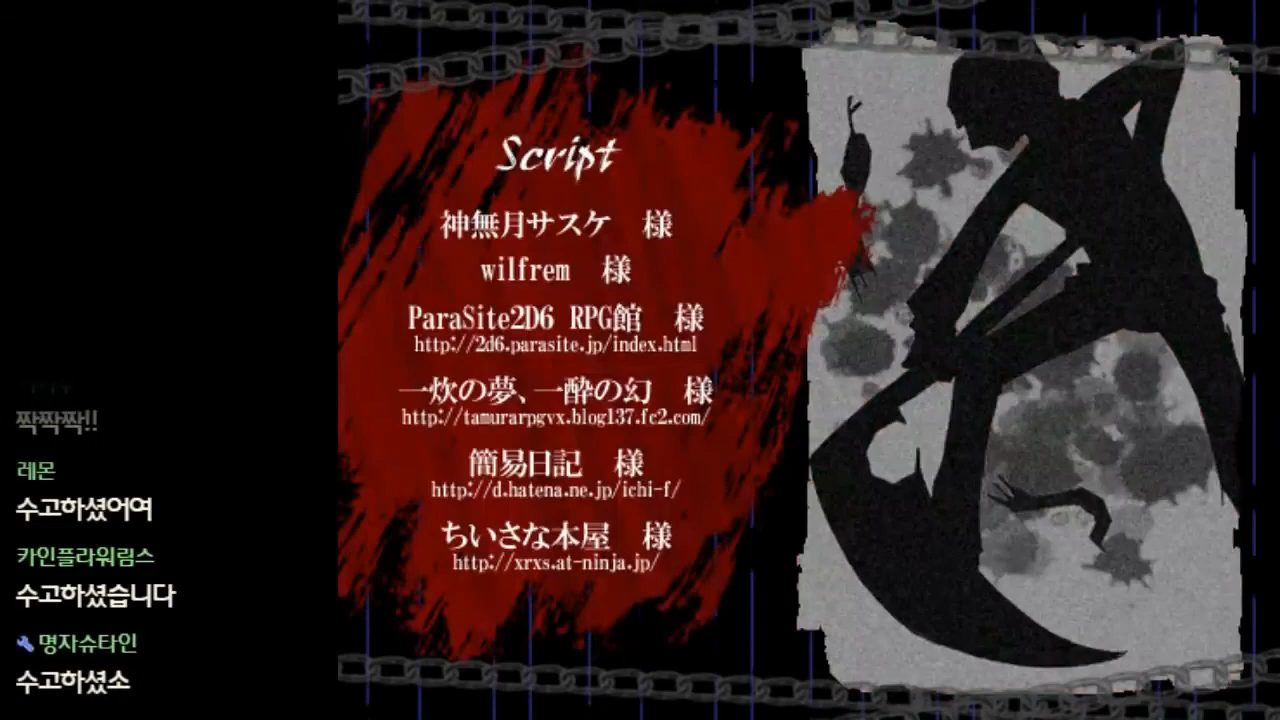 짝짝짝!!
레몬
수고하셨어여
카인플라워림스
수고하셨습니다
명자슈타인
수고하셨소
Script
神無月サスケ 様
wilfrem 様
ParaSite2D6 RPG館 様
http://2d6.parasite.jp/index.html
一炊の夢、一酔の幻 様
http://tamurarpgvx.blog137.fc2.com/
簡易日記 様
http://d.hatena.ne.jp/ichi-f/
ちいさな本屋 様
http://xrxs.at-ninja.jp/